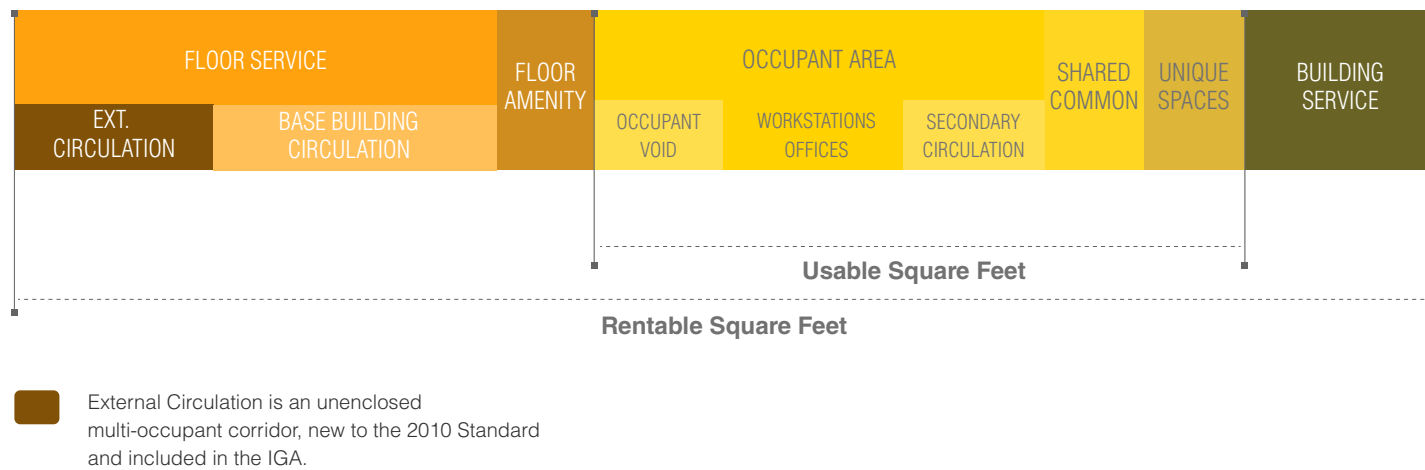 FLOOR SERVICE
EXT.
CIRCULATION
BASE BUILDING
CIRCULATION
FLOOR
AMENITY
OCCUPANT AREA
OCCUPANT
VOID
WORKSTATIONS
OFFICES
SECONDARY
CIRCULATION
SHARED
COMMON
UNIQUE
SPACES
BUILDING
SERVICE
Usable Square Feet
Rentable Square Feet
External Circulation is an unenclosed
multi-occupant corridor, new to the 2010 Standard
and included in the IGA.